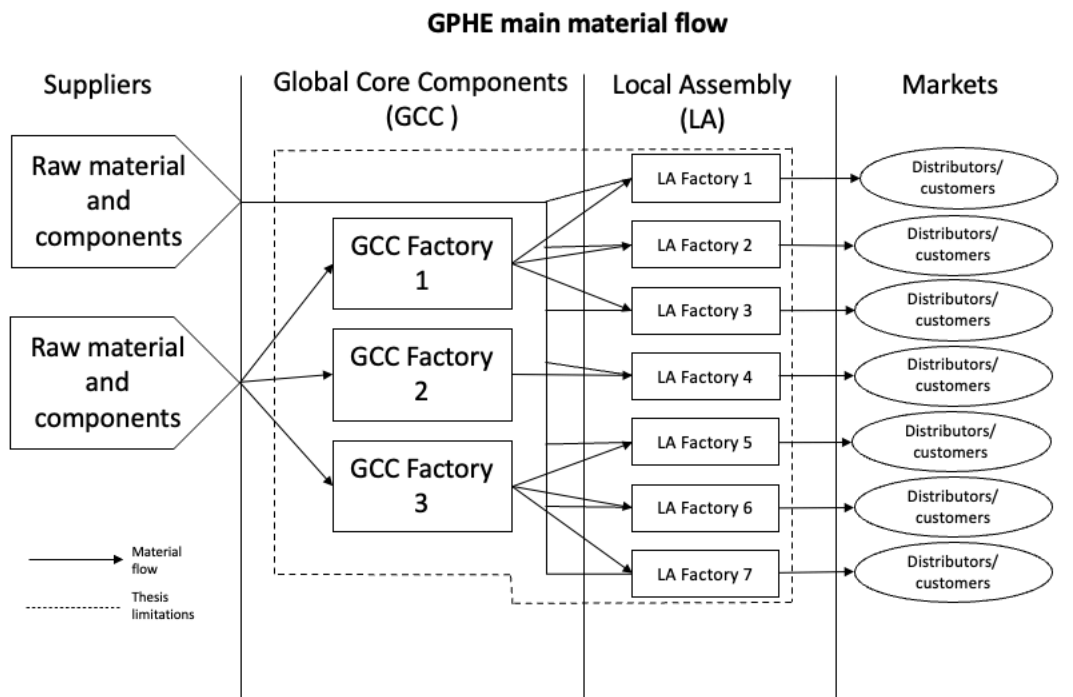 GPHE main material flow
Suppliers
Global Core Components
(GCC )
Local Assembly
(LA)
Markets
Raw material
and
components
Raw material
and
components
GCC Factory
1
GCC Factory
2
GCC Factory
3
LA Factory 1
LA Factory 2
LA Factory 3
LA Factory 4
LA Factory 5
LA Factory 6
LA Factory 7
Distributors/
customers
Distributors/
customers
Distributors/
customers
Distributors/
customers
Distributors/
customers
Distributors/
customers
Distributors/
customers
Material
flow
Thesis
limitations